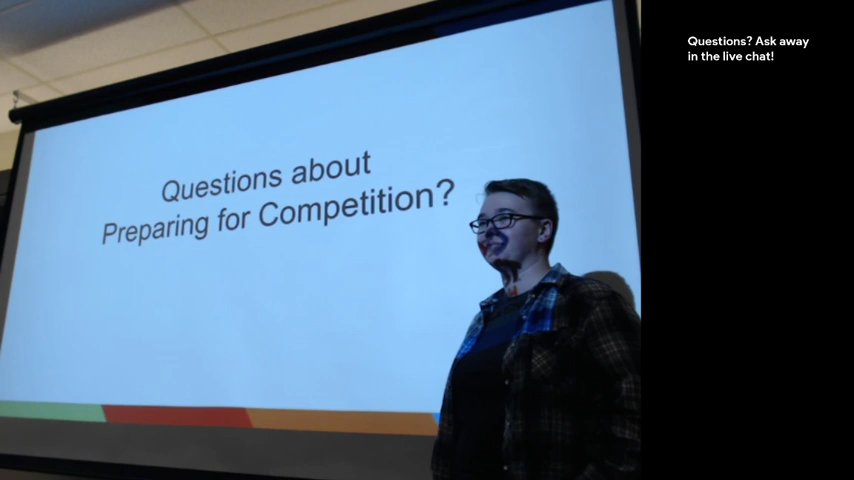 Questions about
Preparing for Competition?
Questions? Ask away
in the live chat!